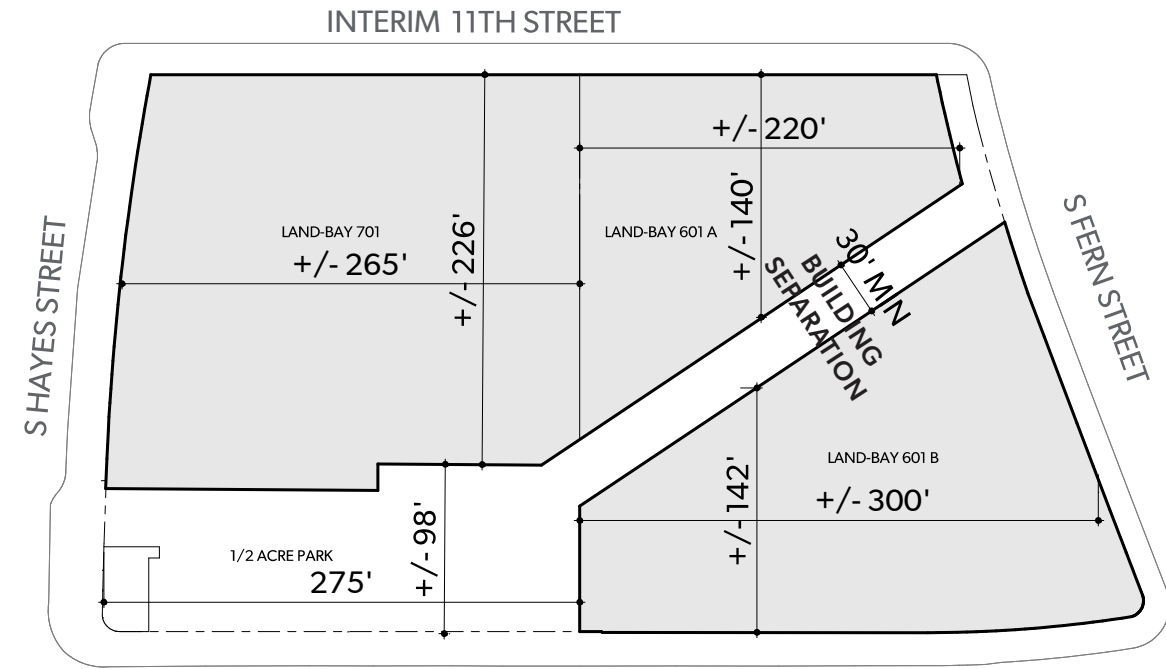 INTERIM 11TH STREET
+/- 220'
S HAYES STREET
LAND-BAY 701
+/- 265'
+/- 226'
LAND-BAY 601 A
+/- 140'
30' MIN
BUILDING
SEPARATION
S FERN STREET
LAND-BAY 601 B
+/- 300'
+/- 142'
+/- 98'
1/2 ACRE PARK
275'